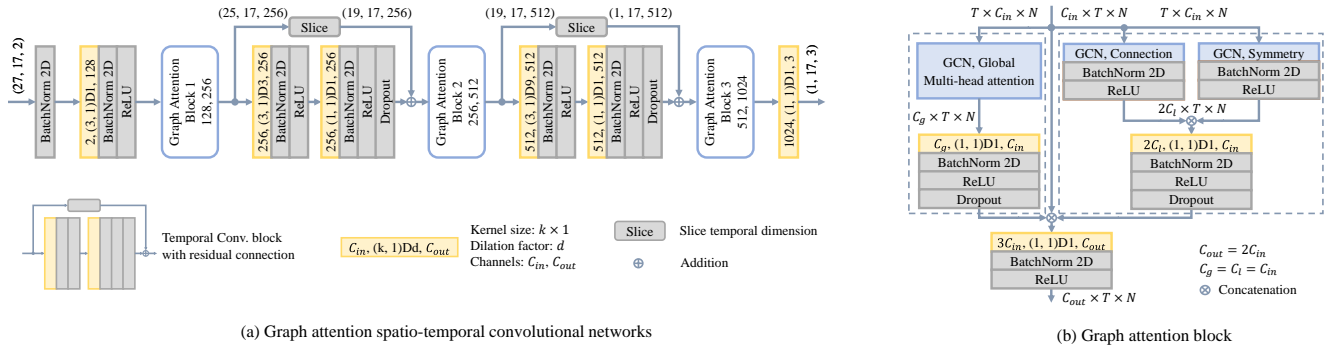 (27, 17, 2)
BatchNorm 2D
2, (3, 1)D1, 128
BatchNorm 2D
ReLU
Graph Attention
Block 1
128, 256
(25, 17, 256)
(19, 17, 256)
Slice
256, (3, 1)D3, 256
BatchNorm 2D
ReLU
256, (1, 1)D1, 256
BatchNorm 2D
ReLU
Dropout
Graph Attention
Block 2
256, 512
(19, 17, 512)
(1, 17, 512)
Slice
512, (3, 1)D9, 512
BatchNorm 2D
ReLU
512, (1, 1)D1, 512
BatchNorm 2D
ReLU
Dropout
Graph Attention
Block 3
512, 1024
1024, (1, 1)D1, 3
(1, 17, 3)
Temporal Conv. block
with residual connection
C_in, (k, 1)Dd, C_out
Kernel size: k × 1
Dilation factor: d
Channels: C_in, C_out
Slice
Slice temporal dimension
⊕ Addition
(a) Graph attention spatio-temporal convolutional networks
T × C_in × N
C_in × T × N
T × C_in × N
GCN, Global
Multi-head attention
GCN, Connection
BatchNorm 2D
ReLU
GCN, Symmetry
BatchNorm 2D
ReLU
C_g × T × N
2C_l × T × N
C_g, (1, 1)D1, C_in
BatchNorm 2D
ReLU
Dropout
2C_l, (1, 1)D1, C_in
BatchNorm 2D
ReLU
Dropout
3C_in, (1, 1)D1, C_out
BatchNorm 2D
ReLU
C_out × T × N
C_out = 2C_in
C_g = C_l = C_in
⊗ Concatenation
(b) Graph attention block